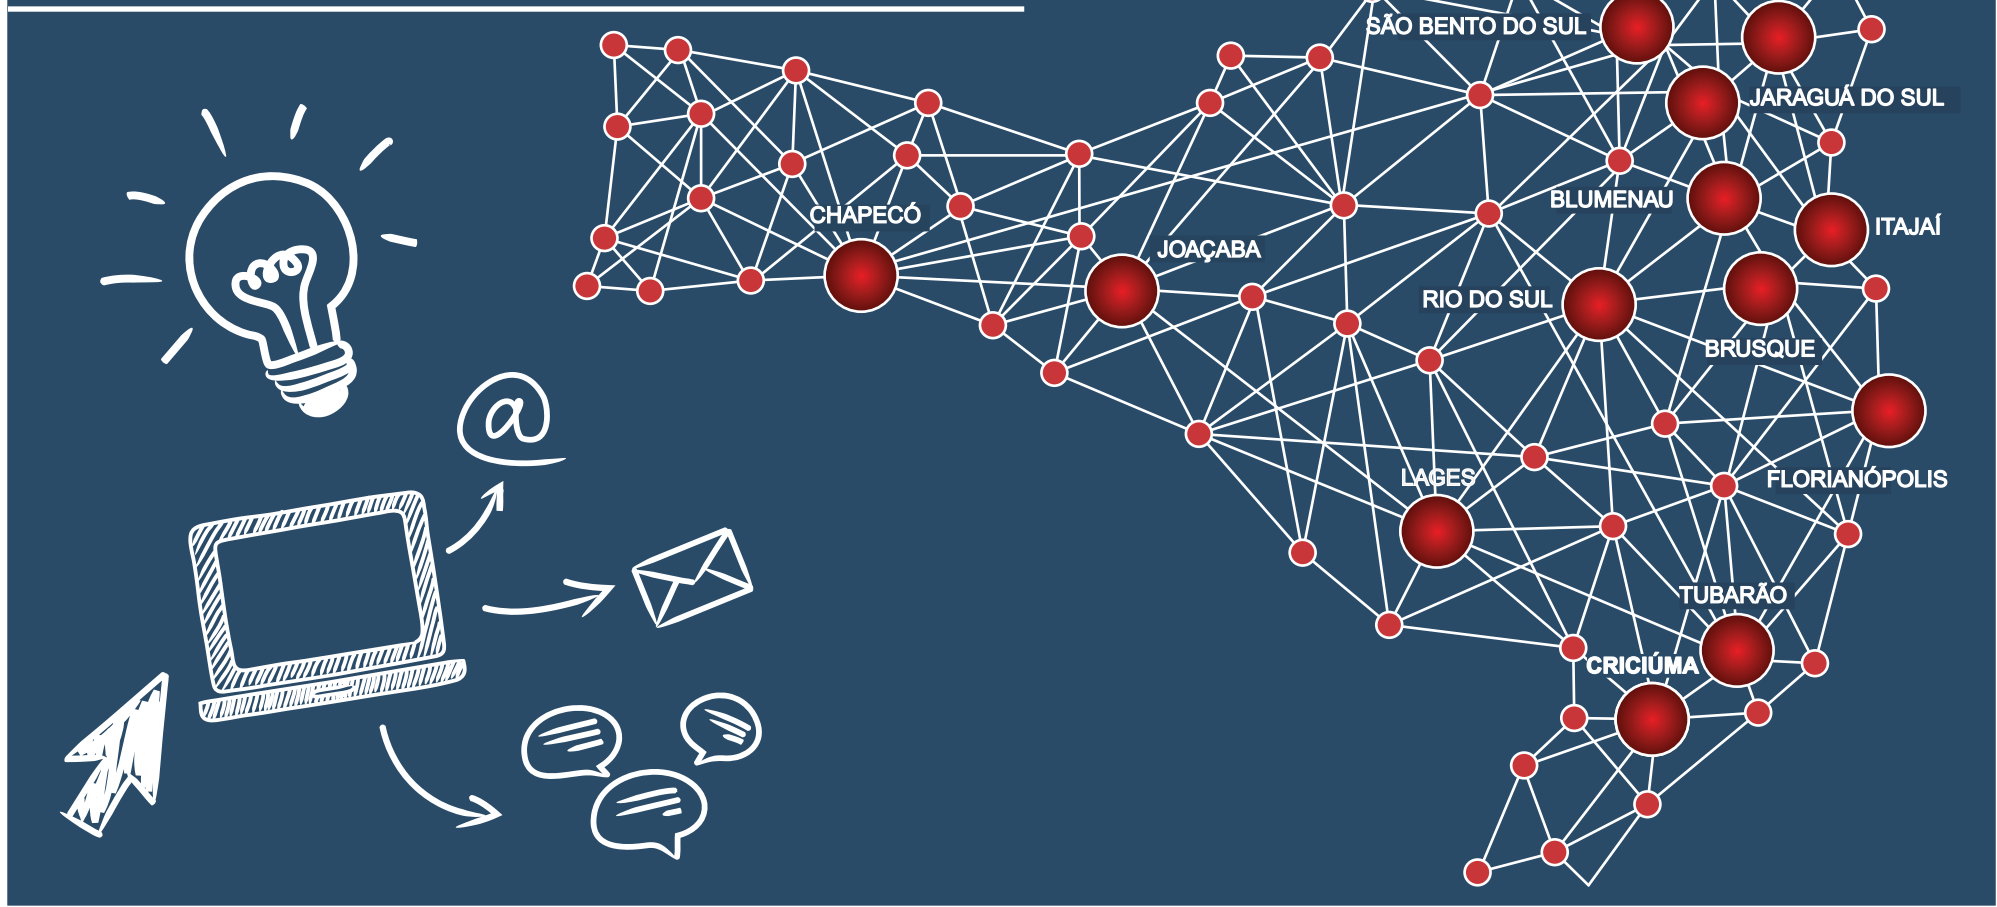 SÃO BENTO DO SUL
JARAGUÁ DO SUL
BLUMENAU
CHAPECÓ
ITAJAÍ
JOAÇABA
RIO DO SUL
BRUSQUE
@
LAGES
FLORIANÓPOLIS
TUBARÃO
CRICIÚMA